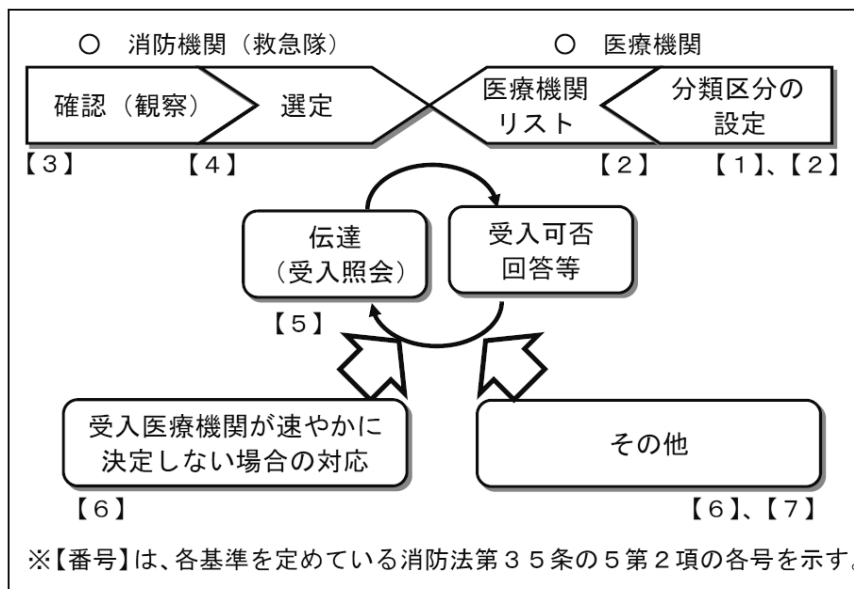 ○ 消防機関（救急隊）
○ 医療機関
確認（観察）
選定
医療機関
リスト
分類区分の
設定
【３】
【４】
【２】
【１】、【２】
伝達
（受入照会）
受入可否
回答等
【５】
受入医療機関が速やかに
決定しない場合の対応
その他
【６】
【６】、【７】
※【番号】は、各基準を定めている消防法第３５条の５第２項の各号を示す。